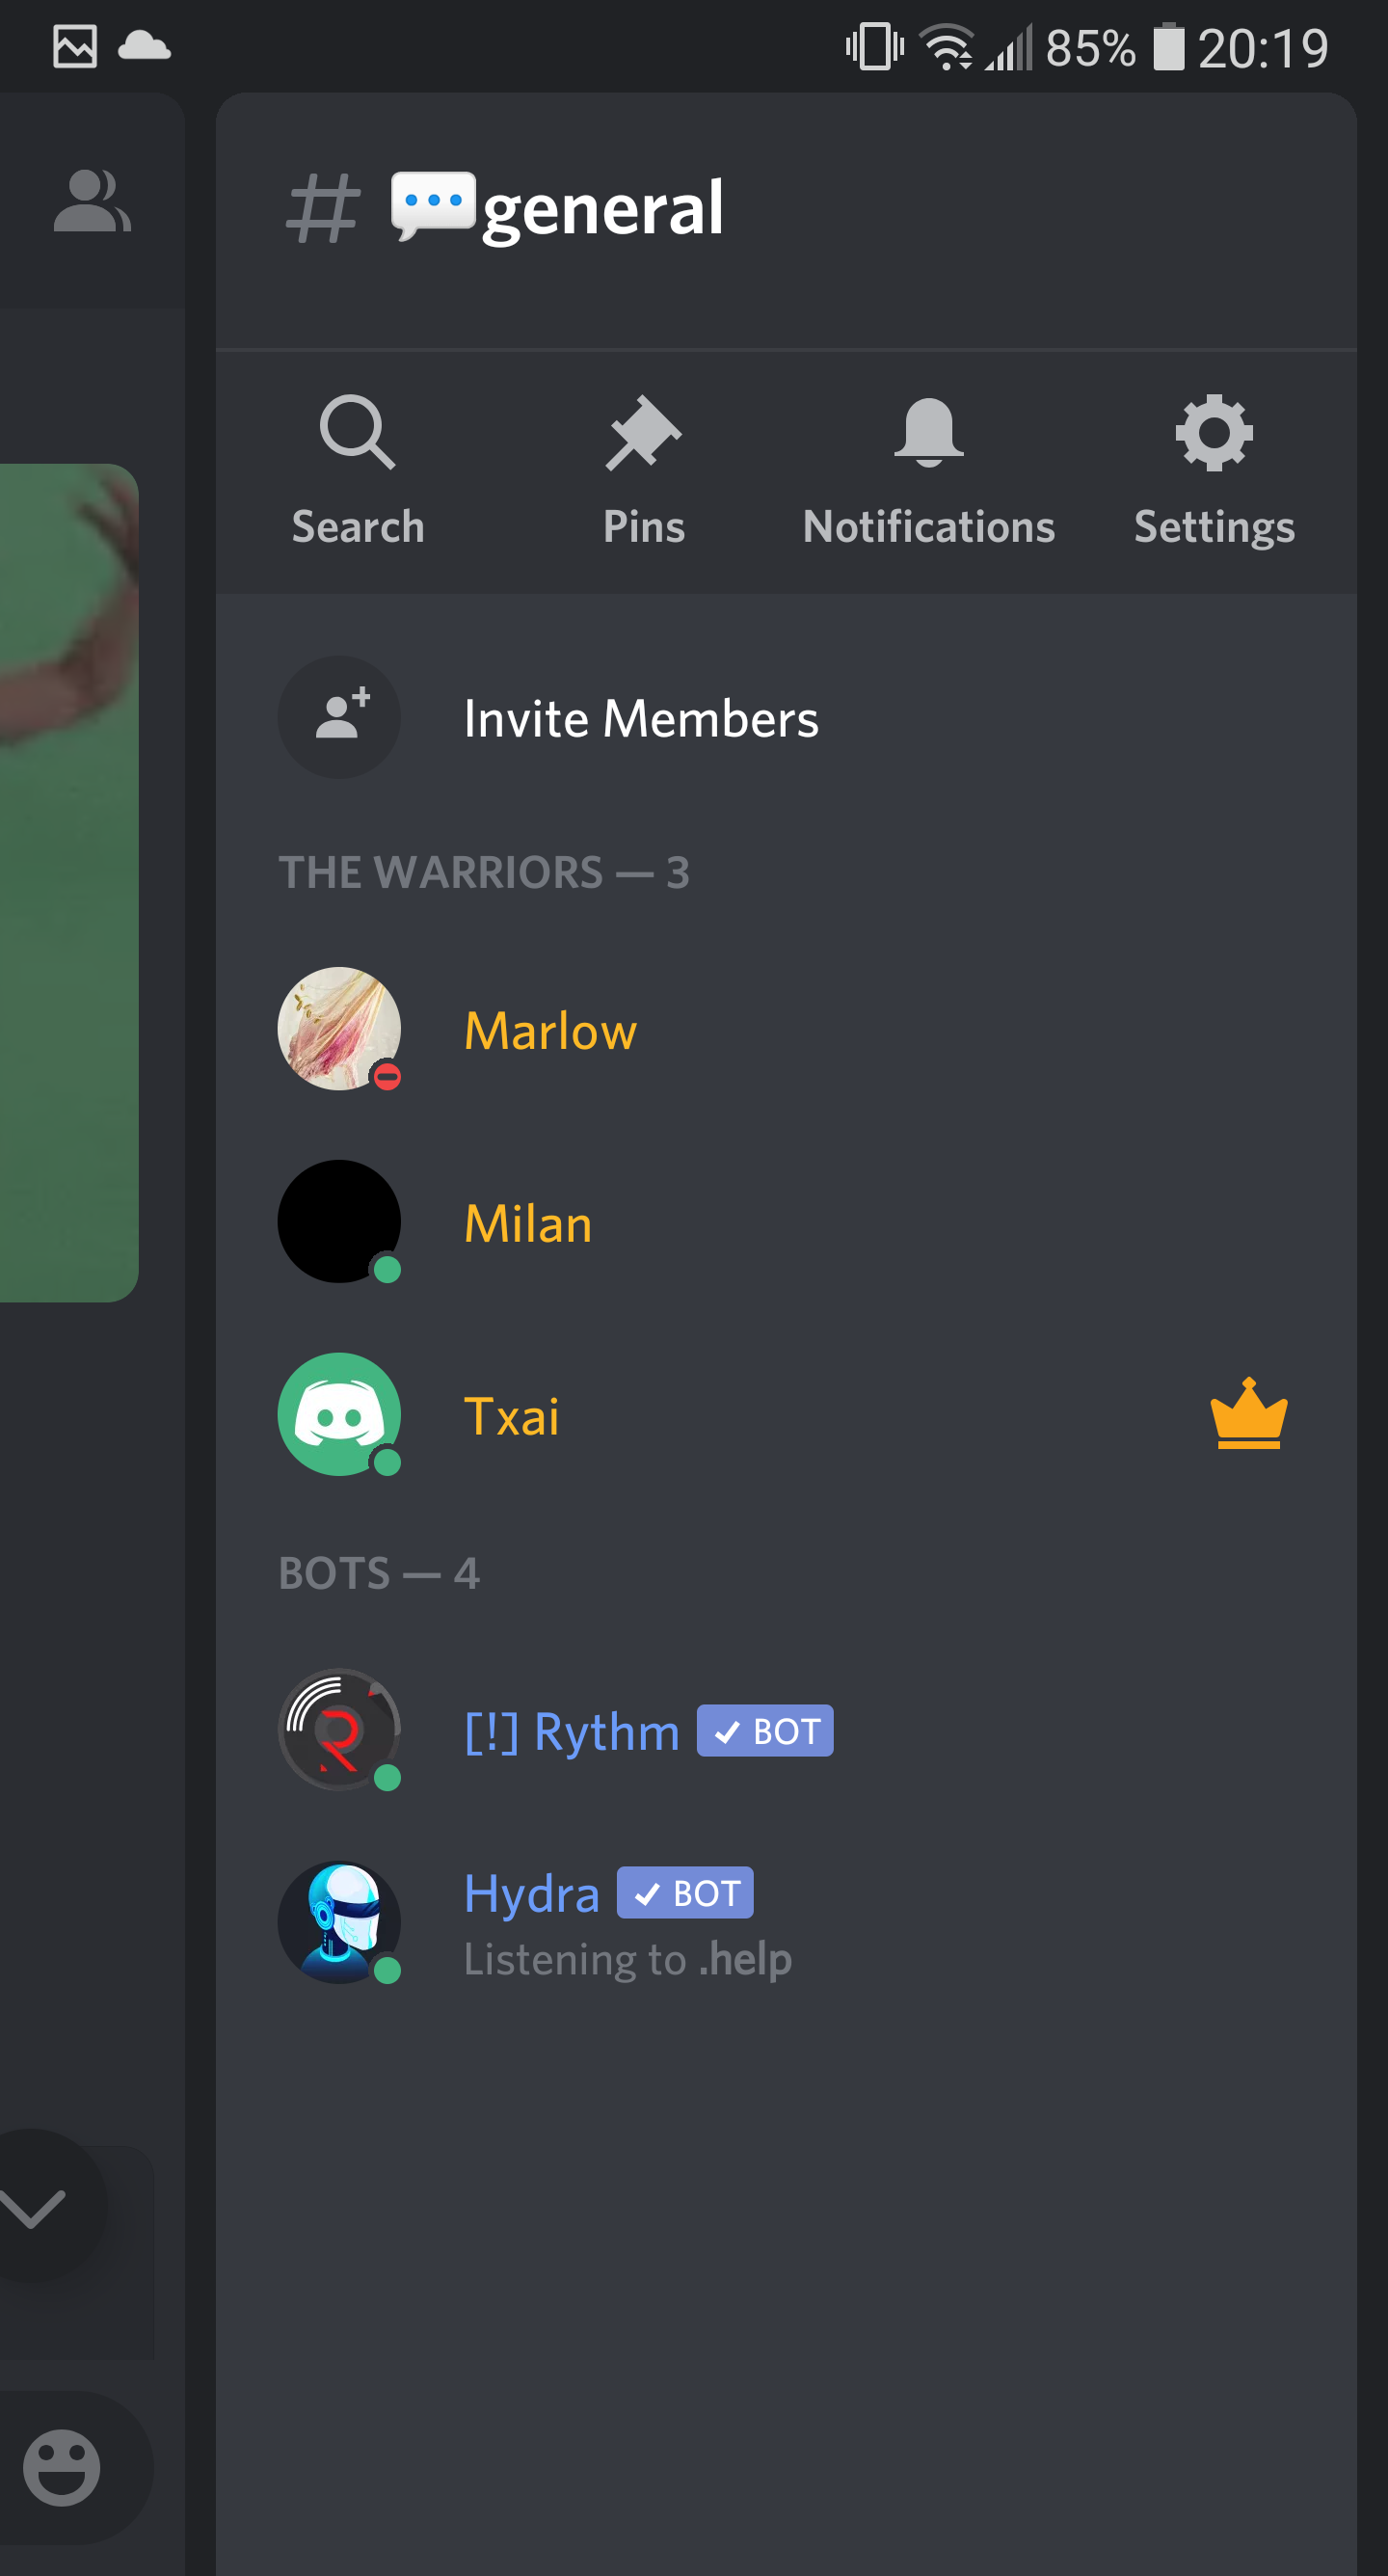 85% 20:19
# 💬general
Search Pins Notifications Settings
Invite Members
THE WARRIORS — 3
Marlow
Milan
Txai
BOTS — 4
[!] Rythm ✓ BOT
Hydra ✓ BOT
Listening to .help